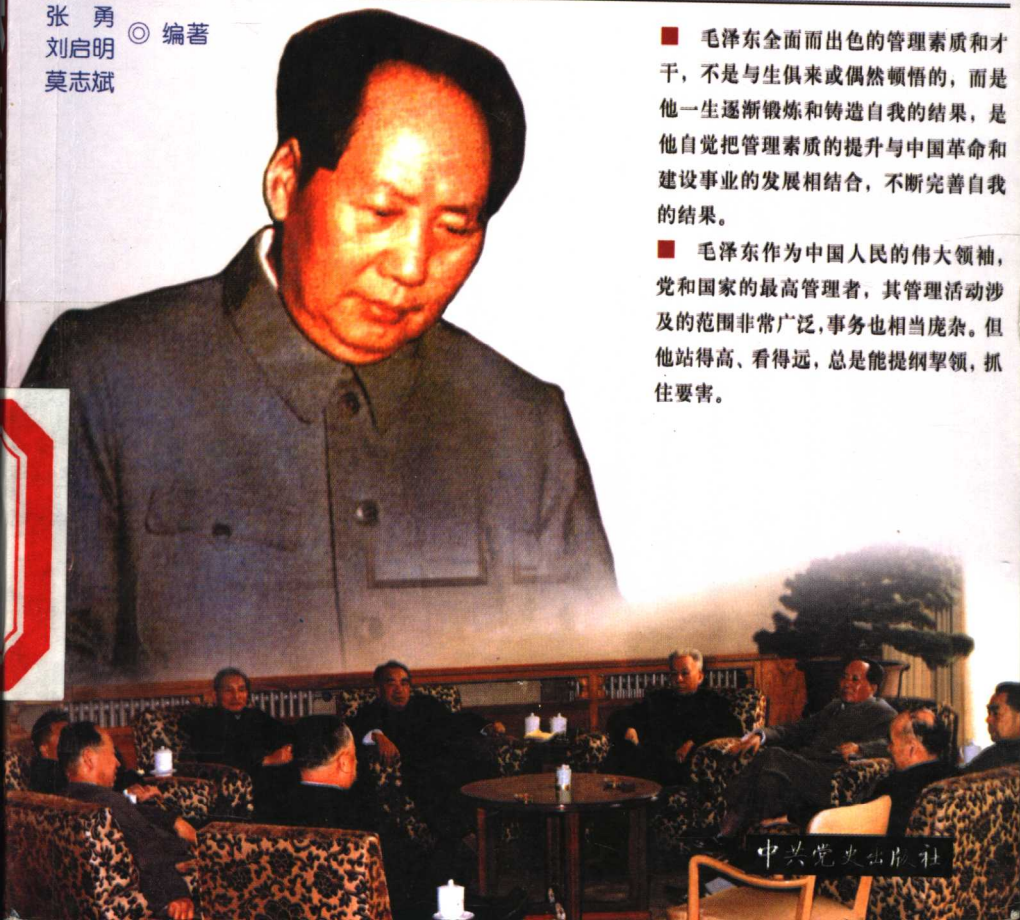 张 勇
刘启明 ◎ 编著
莫志斌
■ 毛泽东全面而出色的管理素质和才
干，不是与生俱来或偶然顿悟的，而是
他一生逐渐锻炼和铸造自我的结果，是
他自觉把管理素质的提升与中国革命和
建设事业的发展相结合，不断完善自我
的结果。
■ 毛泽东作为中国人民的伟大领袖，
党和国家的最高管理者，其管理活动涉
及的范围非常广泛，事务也相当庞杂。但
他站得高、看得远，总是能提纲挈领，抓
住要害。
中共党史出版社